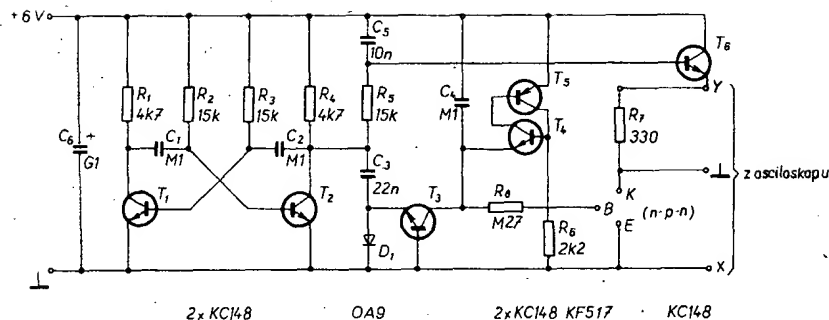 +6V
C5
10n
T6
R1
4k7
R2
15k
R3
15k
R4
4k7
R5
15k
C4
M1
T5
T4
Y
R7
330
C6
+
G1
C1
M1
C2
M1
C3
22n
T1
T2
T3
R8
M27
B
K
(n-p-n)
E
z osciloskopu
D1
R6
2k2
X
2x KC148 OA9 2x KC148 KF517 KC148